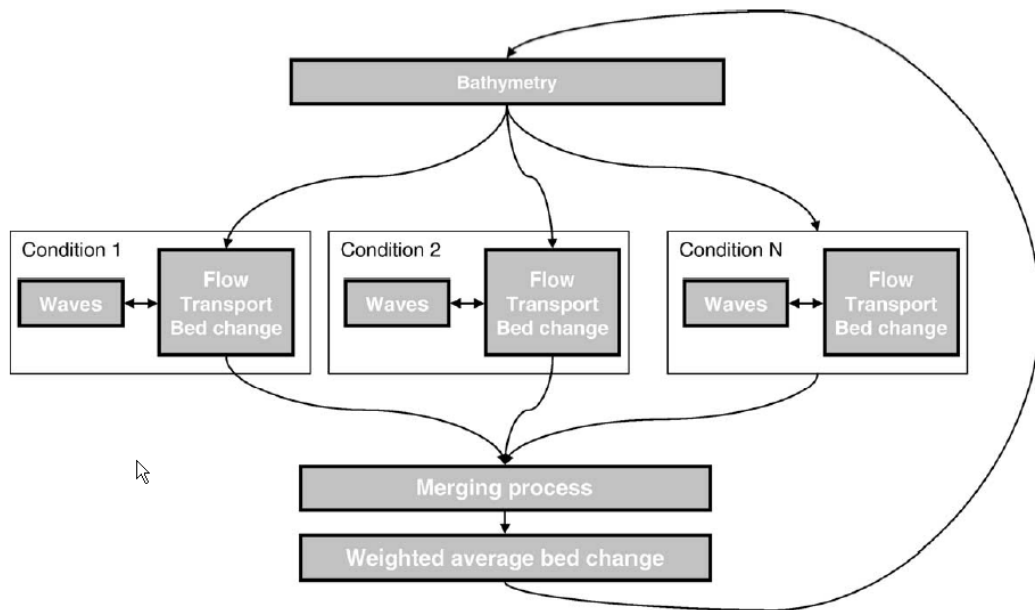 Bathymetry
Condition 1
Waves
Flow
Transport
Bed change
Condition 2
Waves
Flow
Transport
Bed change
Condition N
Waves
Flow
Transport
Bed change
Merging process
Weighted average bed change